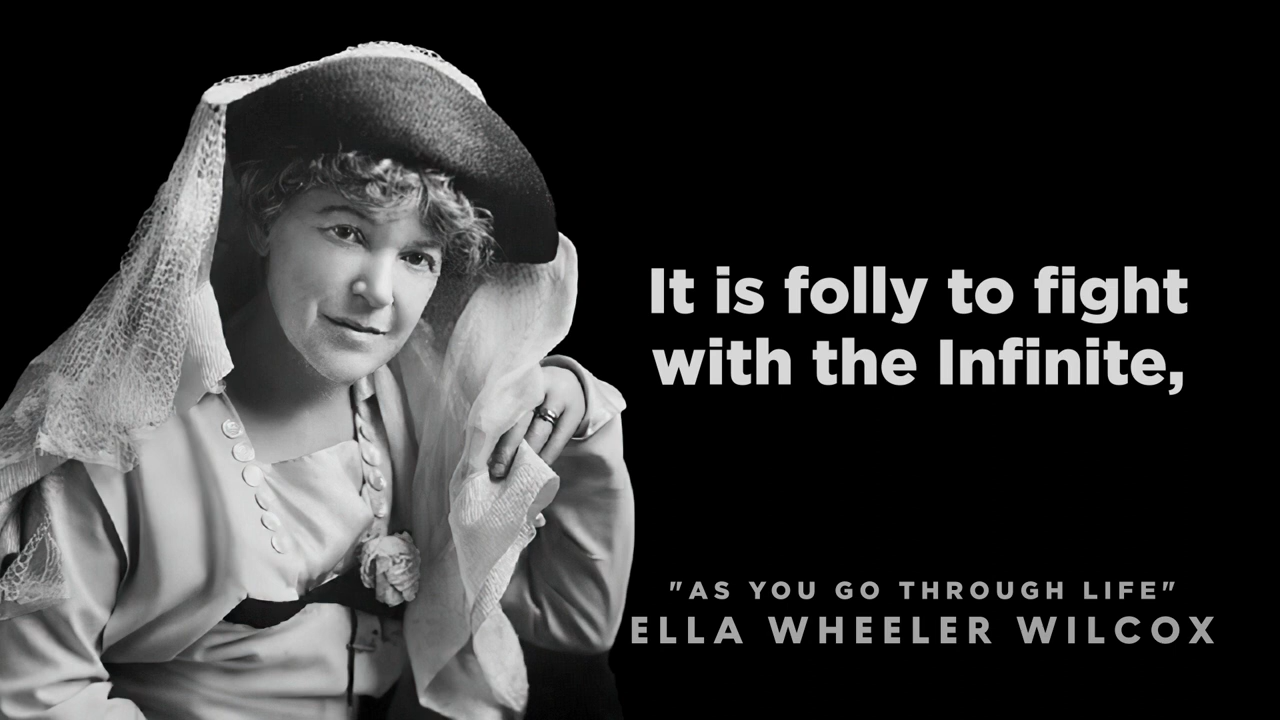 It is folly to fight
with the Infinite,
"AS YOU GO THROUGH LIFE"
ELLA WHEELER WILCOX